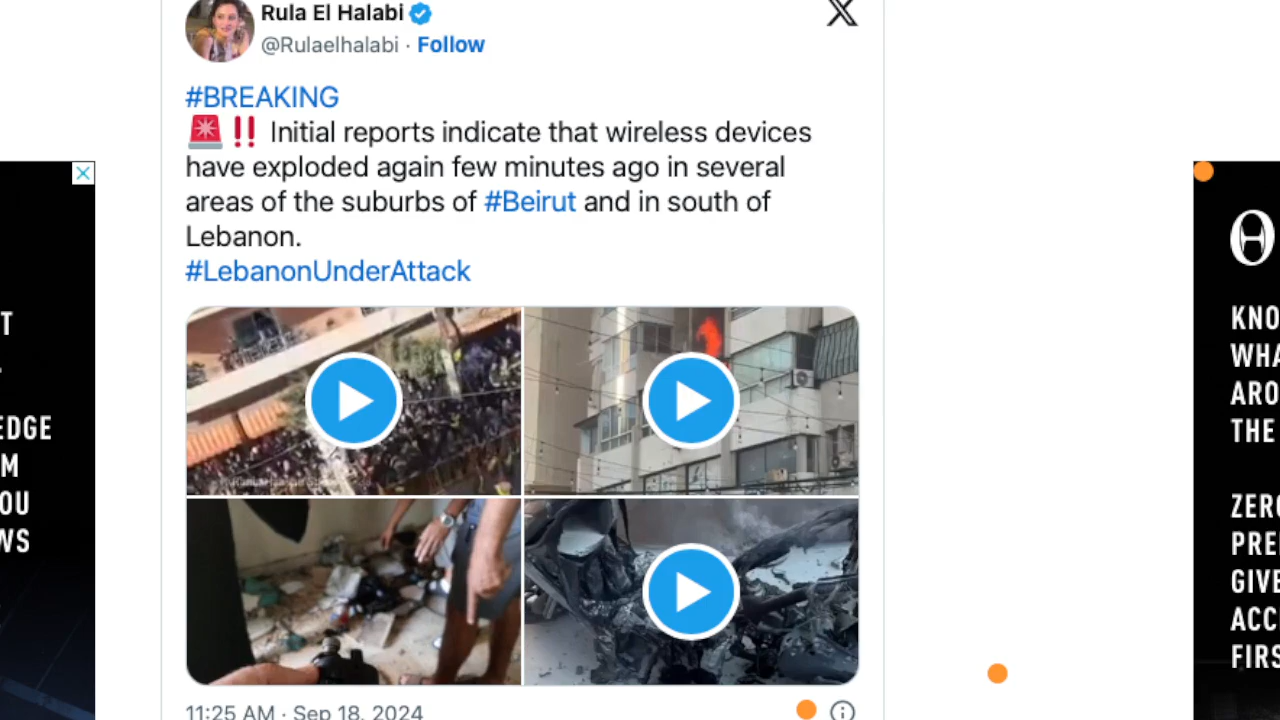 Rula El Halabi
@Rulaelhalabi · Follow
#BREAKING
🚨‼️ Initial reports indicate that wireless devices
have exploded again few minutes ago in several
areas of the suburbs of #Beirut and in south of
Lebanon.
#LebanonUnderAttack
11:25 AM · Sep 18, 2024
T
EDGE
M
OU
WS
KNO
WHA
ARO
THE
ZERO
PRE
GIVE
ACC
FIRS